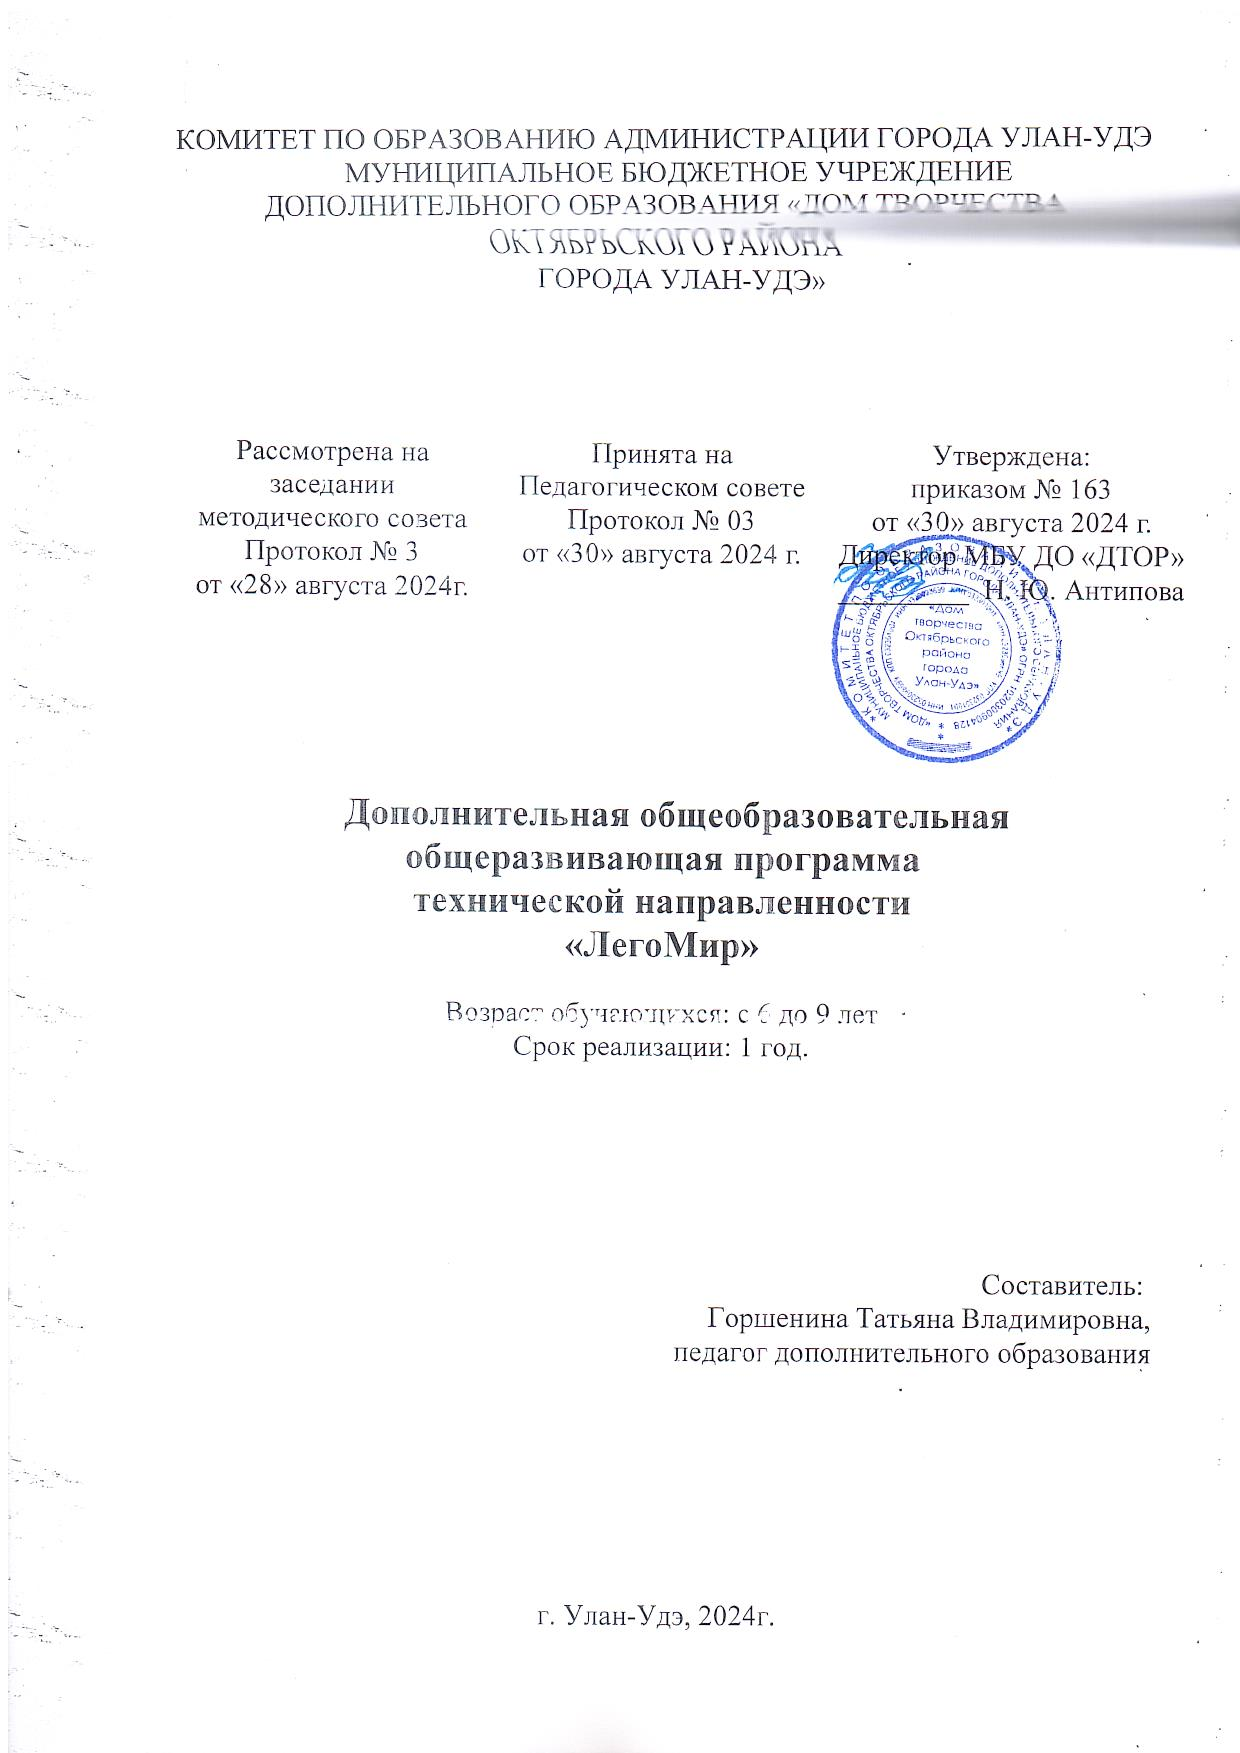 КОМИТЕТ ПО ОБРАЗОВАНИЮ АДМИНИСТРАЦИИ ГОРОДА УЛАН-УДЭ
МУНИЦИПАЛЬНОЕ БЮДЖЕТНОЕ УЧРЕЖДЕНИЕ
ДОПОЛНИТЕЛЬНОГО ОБРАЗОВАНИЯ «ДОМ ТВОРЧЕСТВА
ОКТЯБРЬСКОГО РАЙОНА
ГОРОДА УЛАН-УДЭ»
Рассмотрена на
заседании
методического совета
Протокол № 3
от «28» августа 2024г.
Принята на
Педагогическом совете
Протокол № 03
от «30» августа 2024 г.
Утверждена:
приказом № 163
от «30» августа 2024 г.
Директор МБУ ДО «ДТОР»
Н. Ю. Антипова
«Дом
творчества
Октябрьского
района
города
Улан-Удэ»
Дополнительная общеобразовательная
общеразвивающая программа
технической направленности
«ЛегоМир»
Возраст обучающихся: с 6 до 9 лет
Срок реализации: 1 год.
Составитель:
Горшенина Татьяна Владимировна,
педагог дополнительного образования
г. Улан-Удэ, 2024г.